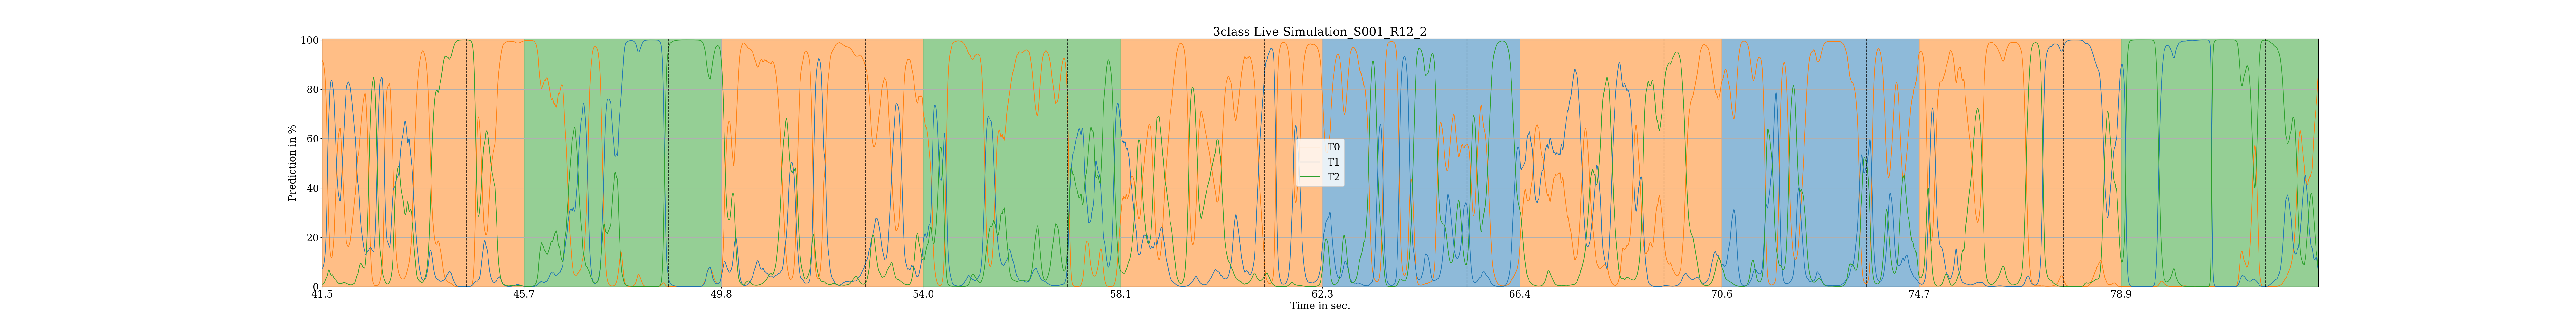 3class Live Simulation_S001_R12_2
Prediction in %
100
80
60
40
20
0
T0
T1
T2
41.5 45.7 49.8 54.0 58.1 62.3 66.4 70.6 74.7 78.9
Time in sec.